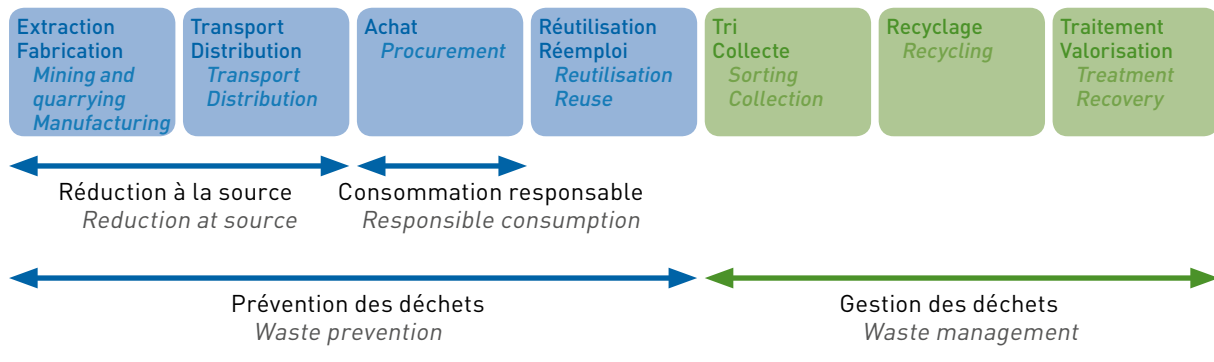 Extraction
Fabrication
Mining and
quarrying
Manufacturing
Transport
Distribution
Transport
Distribution
Achat
Procurement
Réutilisation
Réemploi
Reutilisation
Reuse
Tri
Collecte
Sorting
Collection
Recyclage
Recycling
Traitement
Valorisation
Treatment
Recovery
Réduction à la source
Reduction at source
Consommation responsable
Responsible consumption
Prévention des déchets
Waste prevention
Gestion des déchets
Waste management